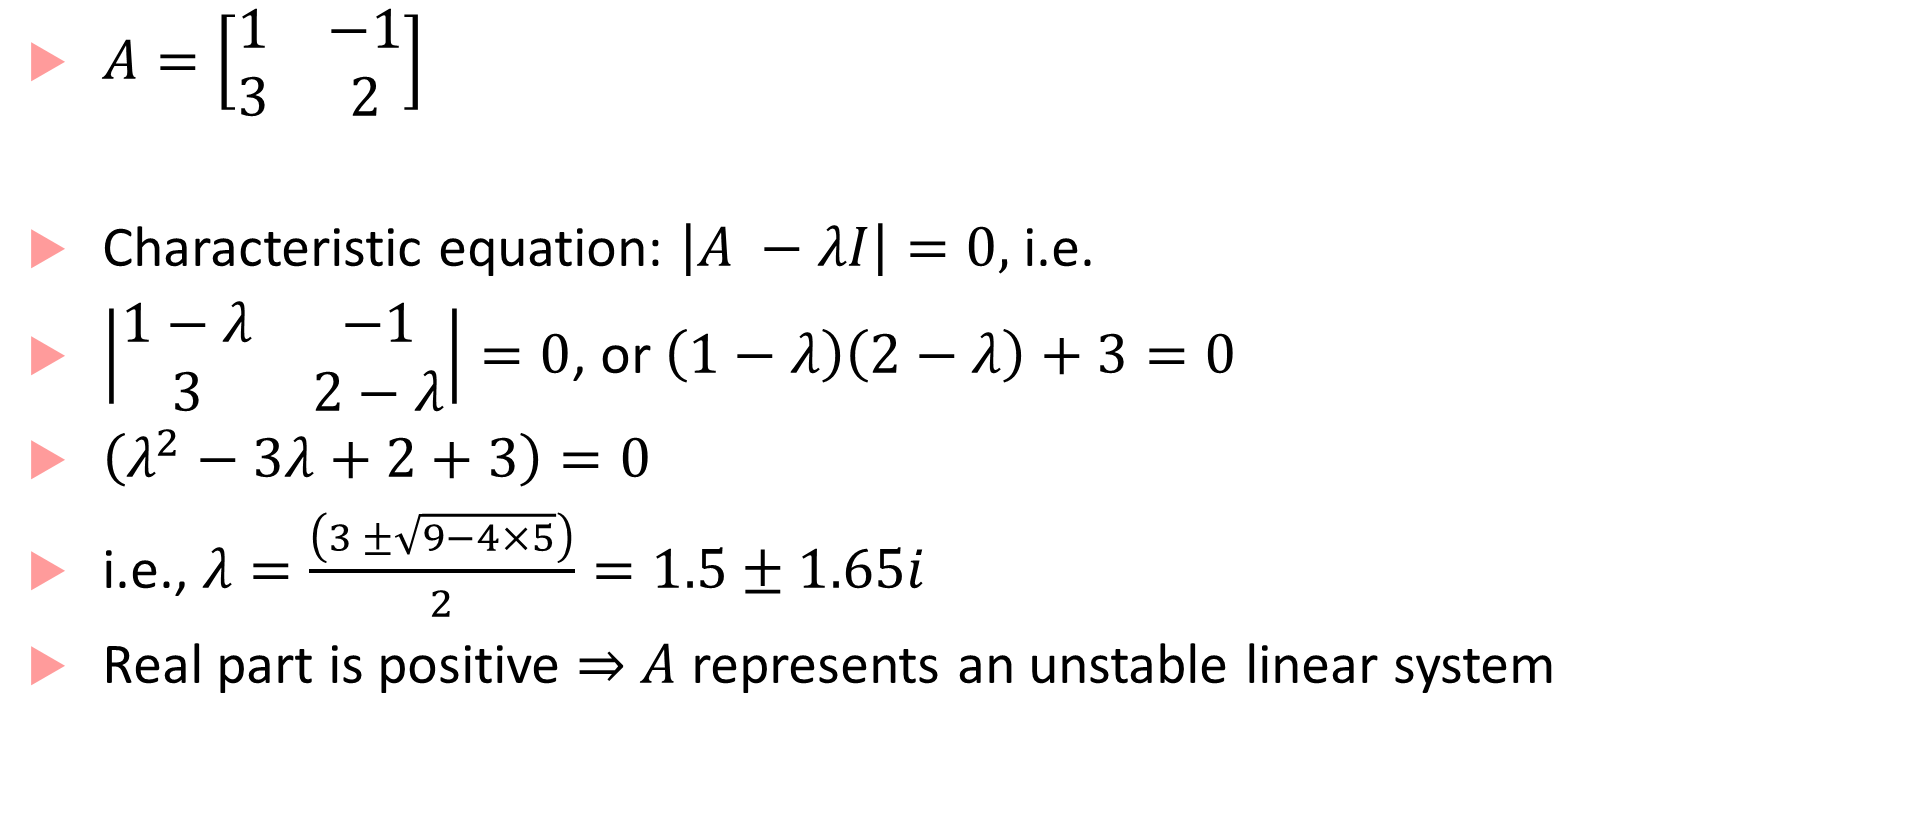 A = [1 −1
3 2]
Characteristic equation: |A − λI| = 0, i.e.
|1 − λ −1
3 2 − λ| = 0, or (1 − λ)(2 − λ) + 3 = 0
(λ² − 3λ + 2 + 3) = 0
i.e., λ = (3 ±√9−4×5) / 2 = 1.5 ± 1.65i
Real part is positive ⇒ A represents an unstable linear system